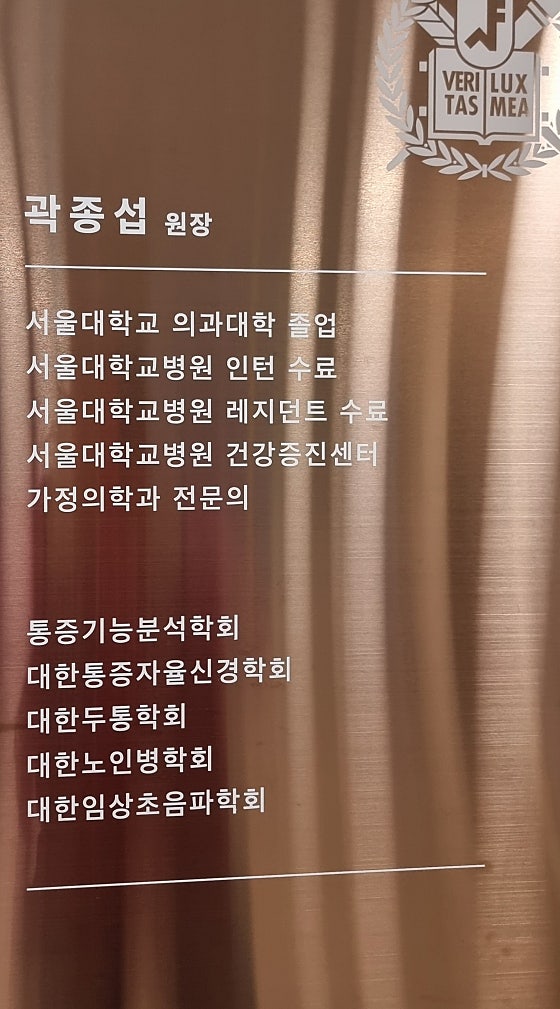 VERI LUX
TAS MEA
곽종섭 원장
서울대학교 의과대학 졸업
서울대학교병원 인턴 수료
서울대학교병원 레지던트 수료
서울대학교병원 건강증진센터
가정의학과 전문의
통증기능분석학회
대한통증자율신경학회
대한두통학회
대한노인병학회
대한임상초음파학회